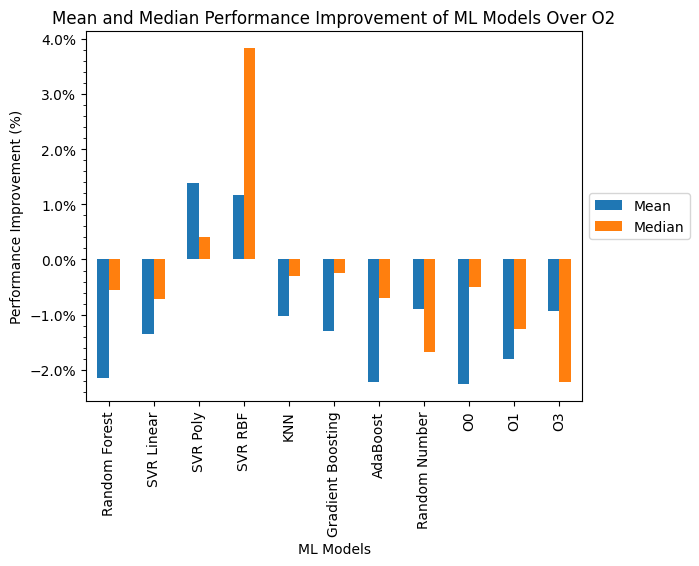 Mean and Median Performance Improvement of ML Models Over O2
4.0%
3.0%
2.0%
1.0%
0.0%
−1.0%
−2.0%
Performance Improvement (%)
Mean
Median
Random Forest
SVR Linear
SVR Poly
SVR RBF
KNN
Gradient Boosting
AdaBoost
Random Number
O0
O1
O3
ML Models